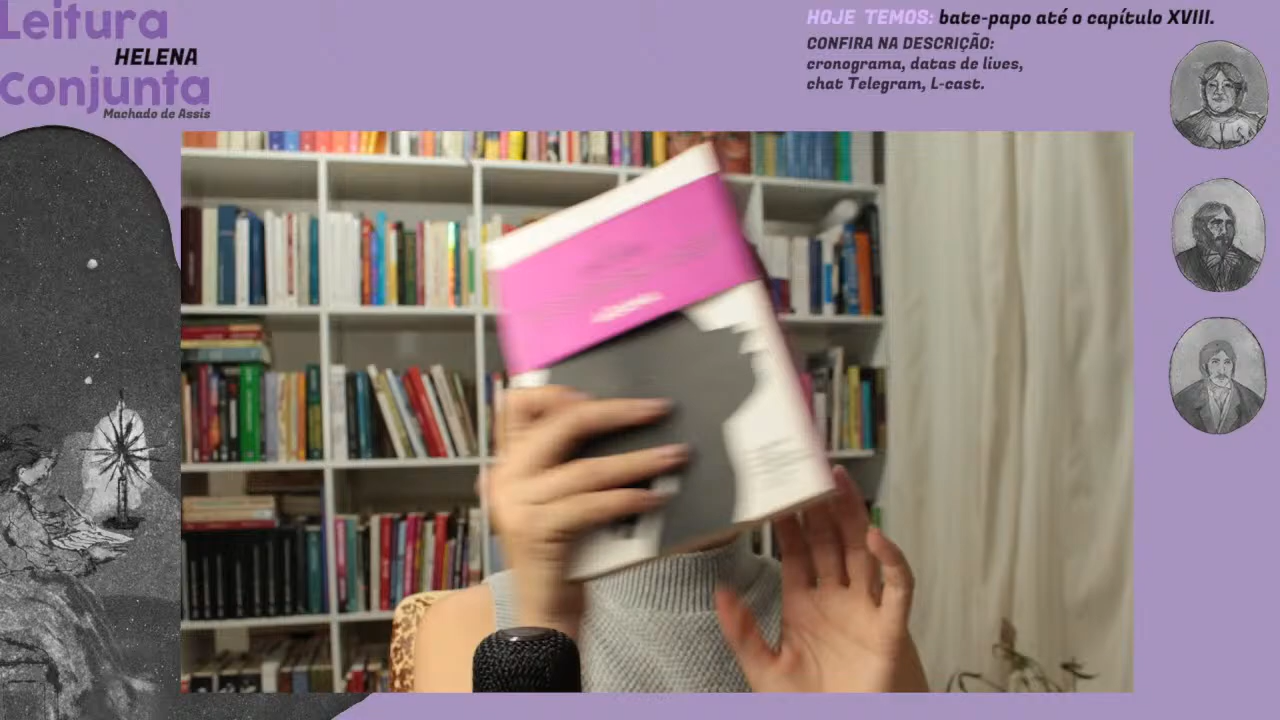 Leitura
HELENA
Conjunta
Machado de Assis
HOJE TEMOS: bate-papo até o capítulo XVIII.
CONFIRA NA DESCRIÇÃO:
cronograma, datas de lives,
chat Telegram, L-cast.